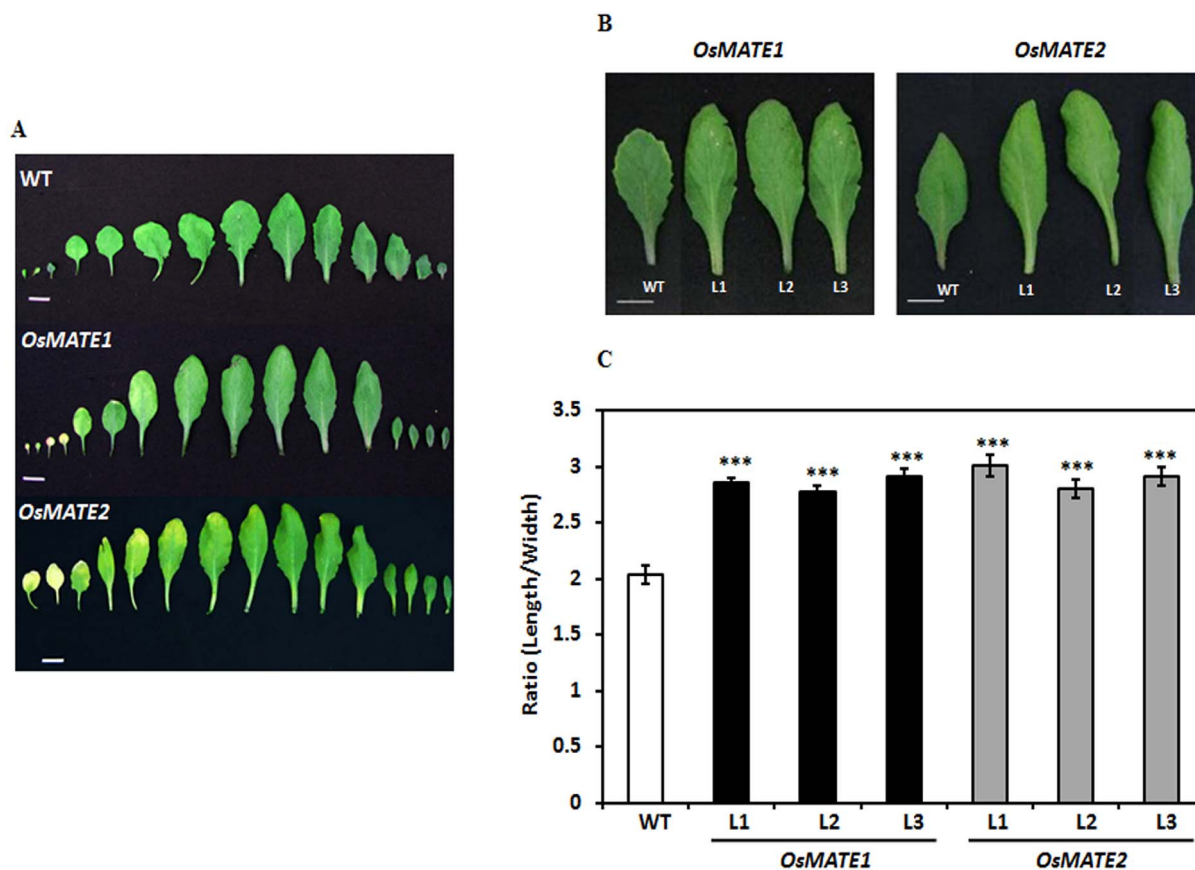 A
WT
OsMATE1
OsMATE2
B
OsMATE1
OsMATE2
WT
L1
L2
L3
WT
L1
L2
L3
C
Ratio (Length/Width)
3.5
3
2.5
2
1.5
1
0.5
0
***
***
***
***
***
***
WT
L1
L2
L3
L1
L2
L3
OsMATE1
OsMATE2